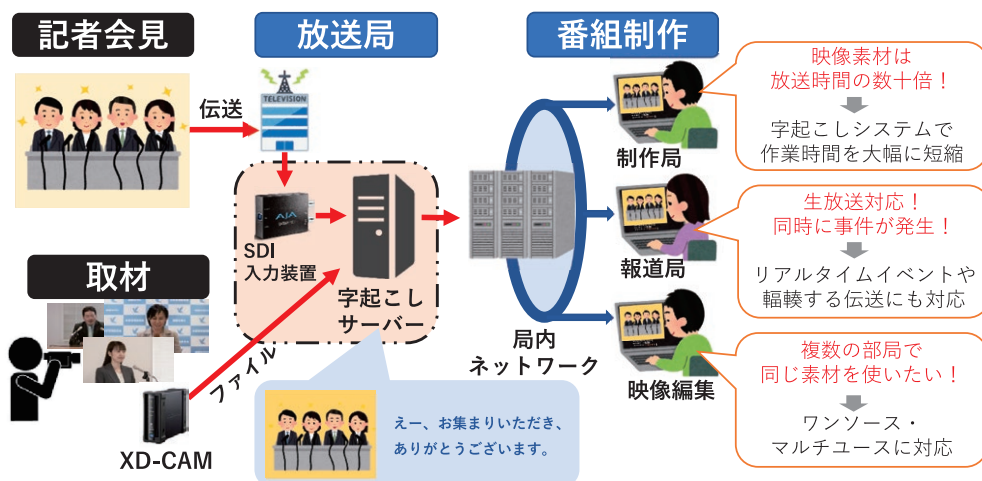 記者会見
伝送
放送局
TELEVISION
AJA
SDI
入力装置
字起こし
サーバー
取材
ファイル
XD-CAM
えー、お集まりいただき、
ありがとうございます。
局内
ネットワーク
番組制作
制作局
報道局
映像編集
映像素材は
放送時間の数十倍！
字起こしシステムで
作業時間を大幅に短縮
生放送対応！
同時に事件が発生！
リアルタイムイベントや
輻輳する伝送にも対応
複数の部局で
同じ素材を使いたい！
ワンソース・
マルチユースに対応